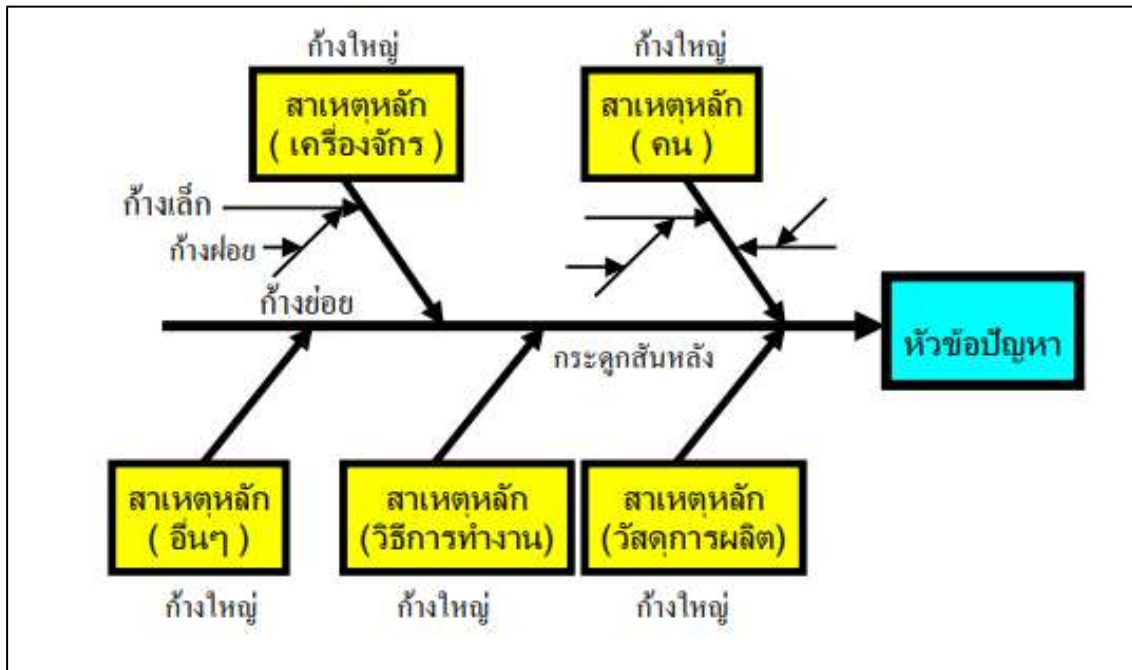 ก้างใหญ่
ก้างใหญ่
สาเหตุหลัก
( เครื่องจักร )
สาเหตุหลัก
( คน )
ก้างเล็ก
ก้างฝอย
ก้างย่อย
กระดูกสันหลัง
หัวข้อปัญหา
สาเหตุหลัก
( อื่นๆ )
สาเหตุหลัก
(วิธีการทำงาน)
สาเหตุหลัก
(วัสดุการผลิต)
ก้างใหญ่
ก้างใหญ่
ก้างใหญ่